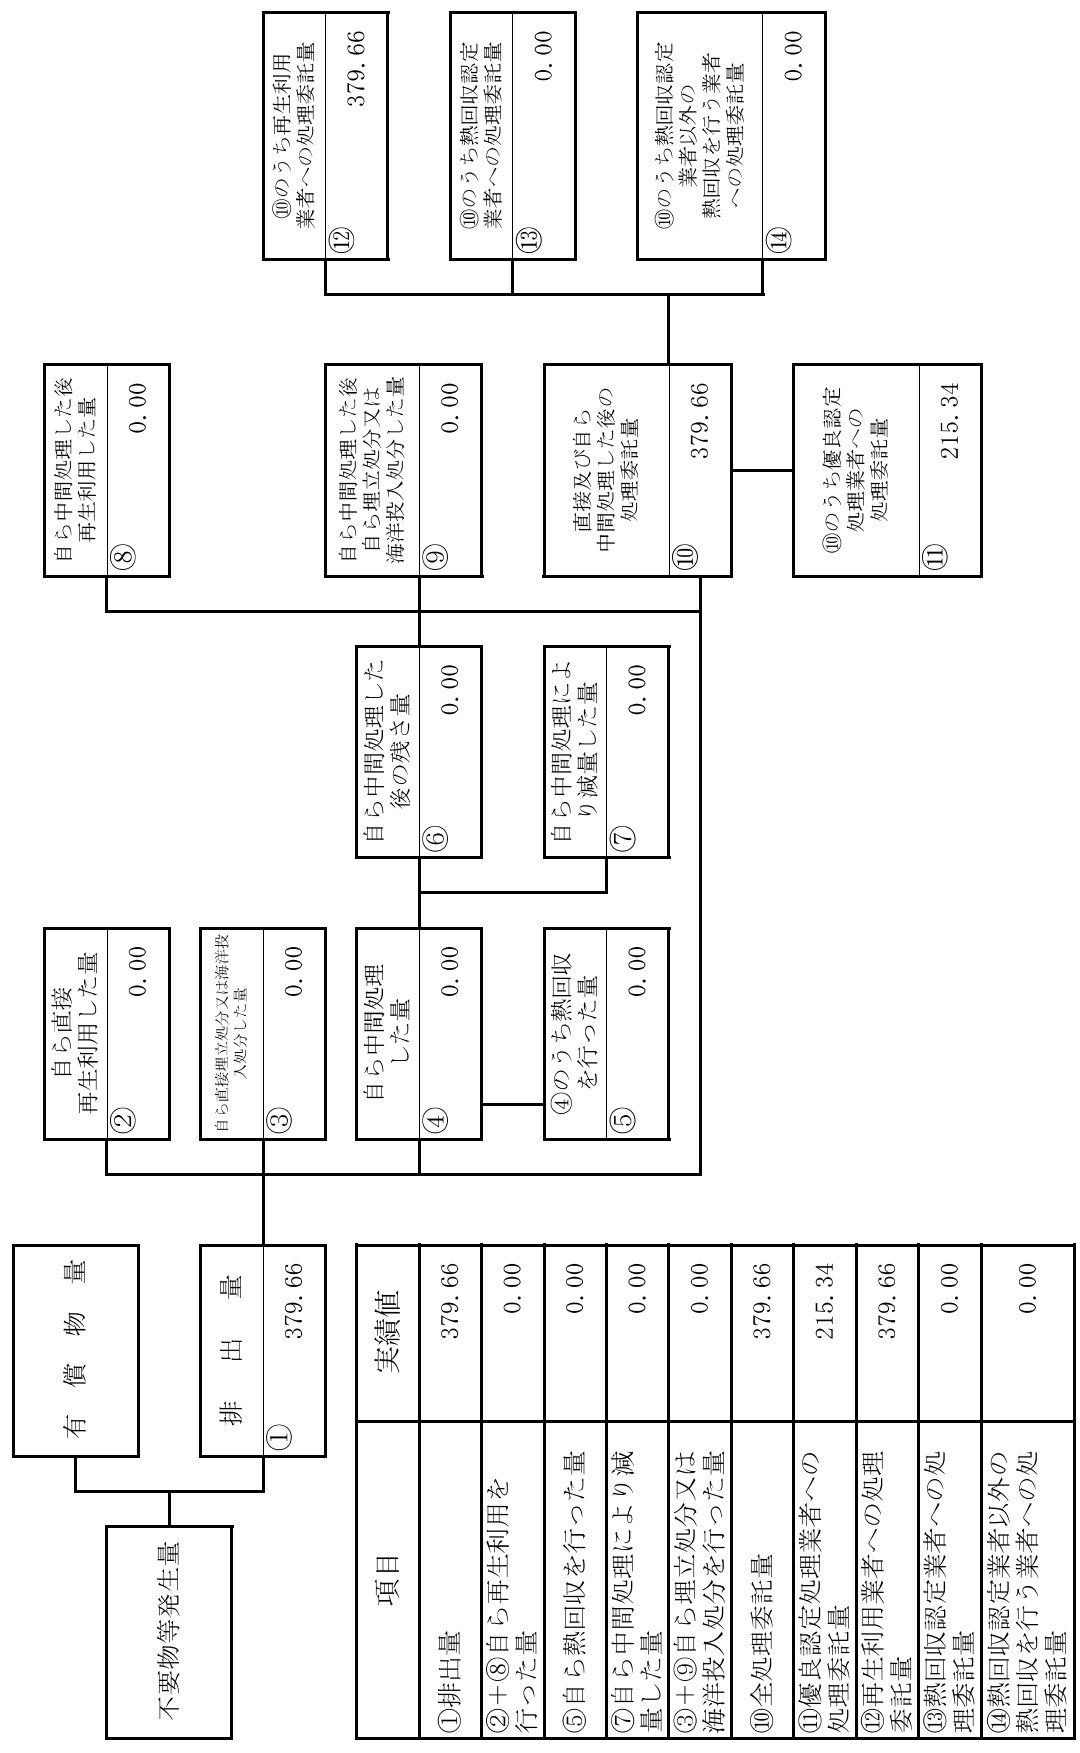 不要物等発生量
有償物量
排出量
①
379.66
自ら直接
再生利用した量
②
0.00
自ら直接埋立処分又は海洋投
入処分した量
③
0.00
自ら中間処理
した量
④
0.00
④のうち熱回収
を行った量
⑤
0.00
自ら中間処理した
後の残さ量
⑥
0.00
自ら中間処理によ
り減量した量
⑦
0.00
自ら中間処理した後
再生利用した量
⑧
0.00
自ら中間処理した後
自ら埋立処分又は
海洋投入処分した量
⑨
0.00
直接及び自ら
中間処理した後の
処理委託量
⑩
379.66
⑩のうち優良認定
処理業者への
処理委託量
⑪
215.34
⑩のうち再生利用
業者への処理委託量
⑫
379.66
⑩のうち熱回収認定
業者への処理委託量
⑬
0.00
⑩のうち熱回収認定
業者以外の
熱回収を行う業者
への処理委託量
⑭
0.00
項目 実績値
①排出量 379.66
②＋⑧自ら再生利用を
行った量
0.00
⑤自ら熱回収を行った量 0.00
⑦自ら中間処理により減
量した量
0.00
③＋⑨自ら埋立処分又は
海洋投入処分を行った量
0.00
⑩全処理委託量 379.66
⑪優良認定処理業者への
処理委託量
215.34
⑫再生利用業者への処理
委託量
379.66
⑬熱回収認定業者への処
理委託量
0.00
⑭熱回収認定業者以外の
熱回収を行う業者への処
理委託量
0.00